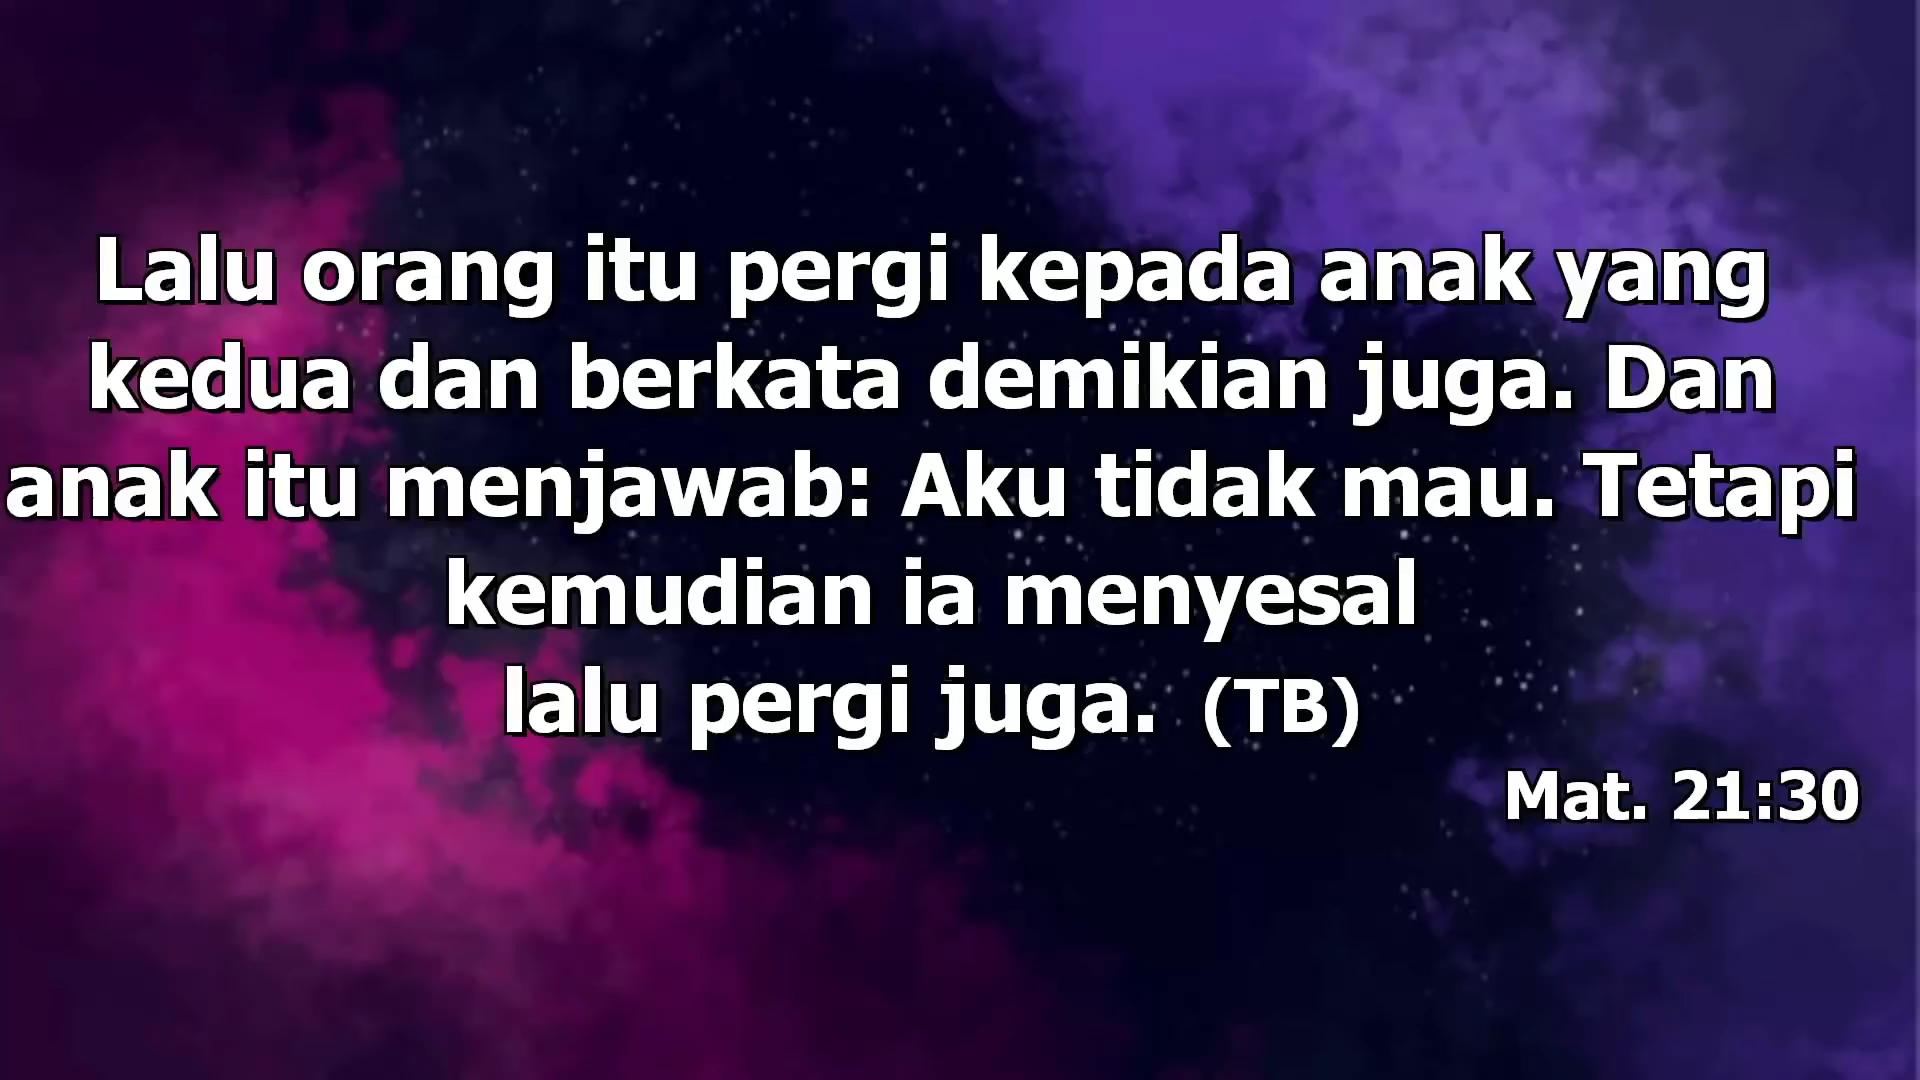 Lalu orang itu pergi kepada anak yang
kedua dan berkata demikian juga. Dan
anak itu menjawab: Aku tidak mau. Tetapi
kemudian ia menyesal
lalu pergi juga. (TB)
Mat. 21:30